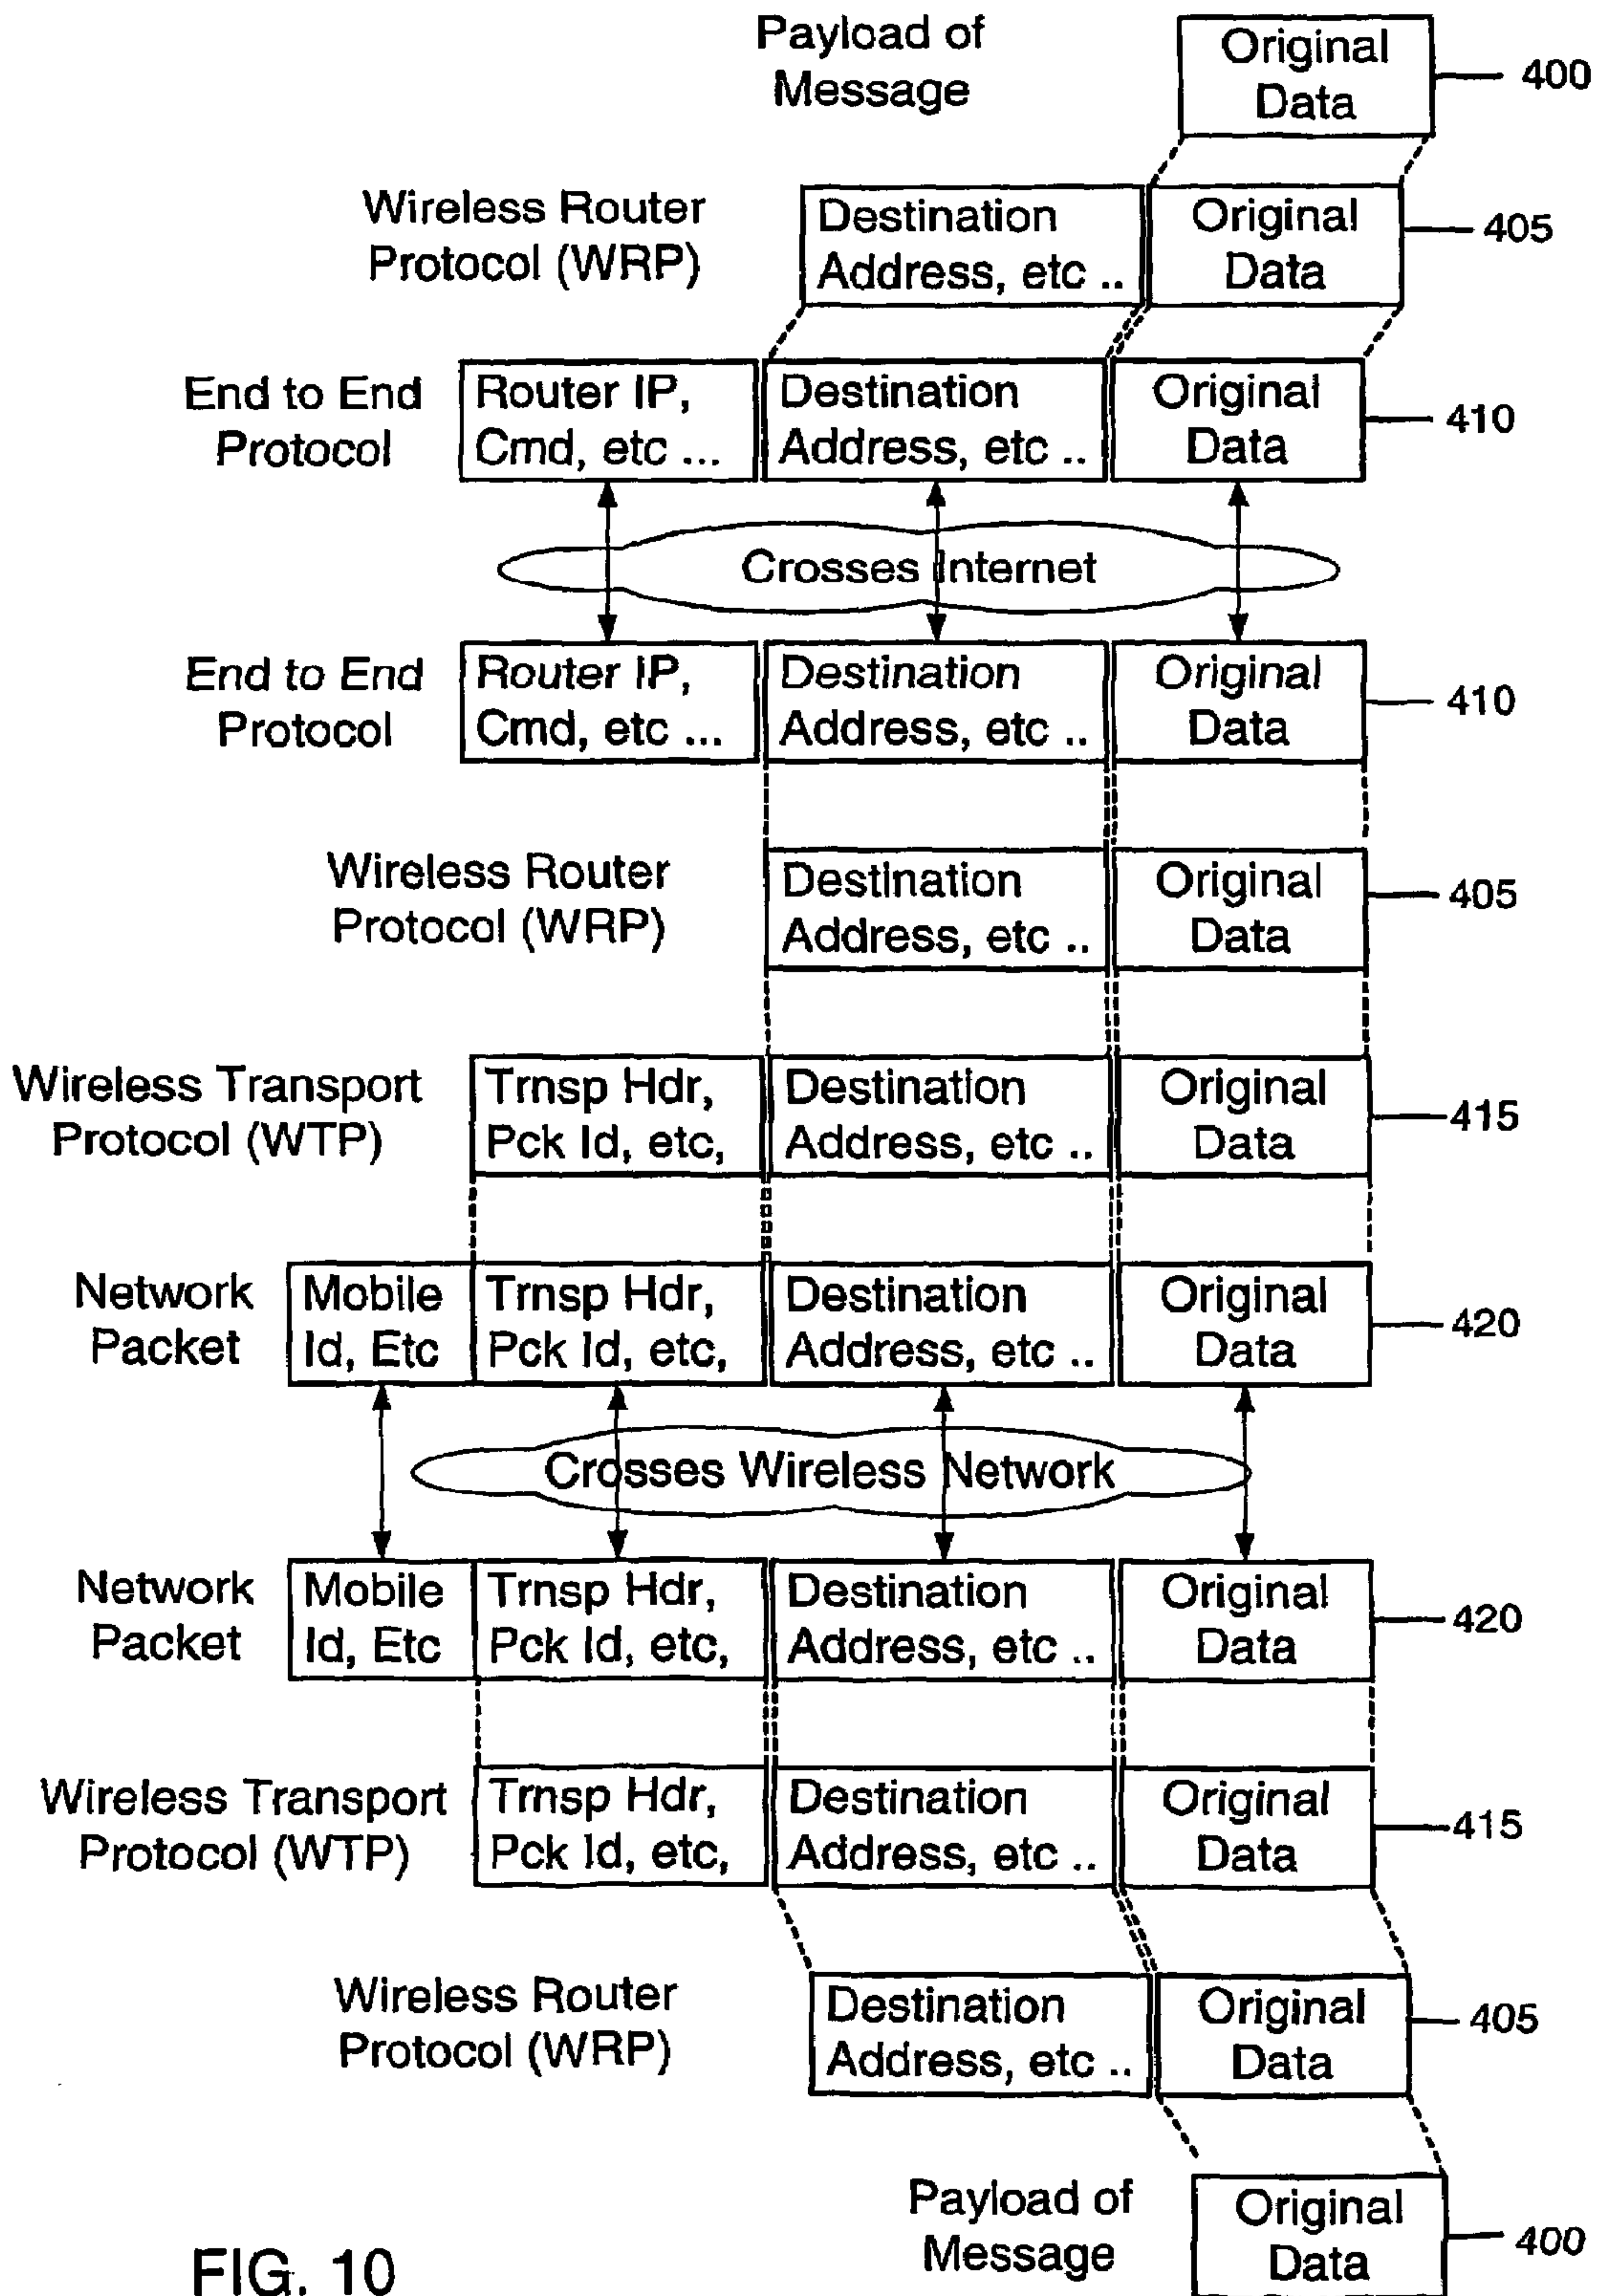 Payload of
Message
Original
Data
400
Wireless Router
Protocol (WRP)
Destination
Address, etc ..
Original
Data
405
End to End
Protocol
Router IP,
Cmd, etc ...
Destination
Address, etc ..
Original
Data
410
Crosses Internet
End to End
Protocol
Router IP,
Cmd, etc ...
Destination
Address, etc ..
Original
Data
410
Wireless Router
Protocol (WRP)
Destination
Address, etc ..
Original
Data
405
Wireless Transport
Protocol (WTP)
Trnsp Hdr,
Pck Id, etc,
Destination
Address, etc ..
Original
Data
415
Network
Packet
Mobile
Id, Etc
Trnsp Hdr,
Pck Id, etc,
Destination
Address, etc ..
Original
Data
420
Crosses Wireless Network
Network
Packet
Mobile
Id, Etc
Trnsp Hdr,
Pck Id, etc,
Destination
Address, etc ..
Original
Data
420
Wireless Transport
Protocol (WTP)
Trnsp Hdr,
Pck Id, etc,
Destination
Address, etc ..
Original
Data
415
Wireless Router
Protocol (WRP)
Destination
Address, etc ..
Original
Data
405
Payload of
Message
Original
Data
400
FIG. 10